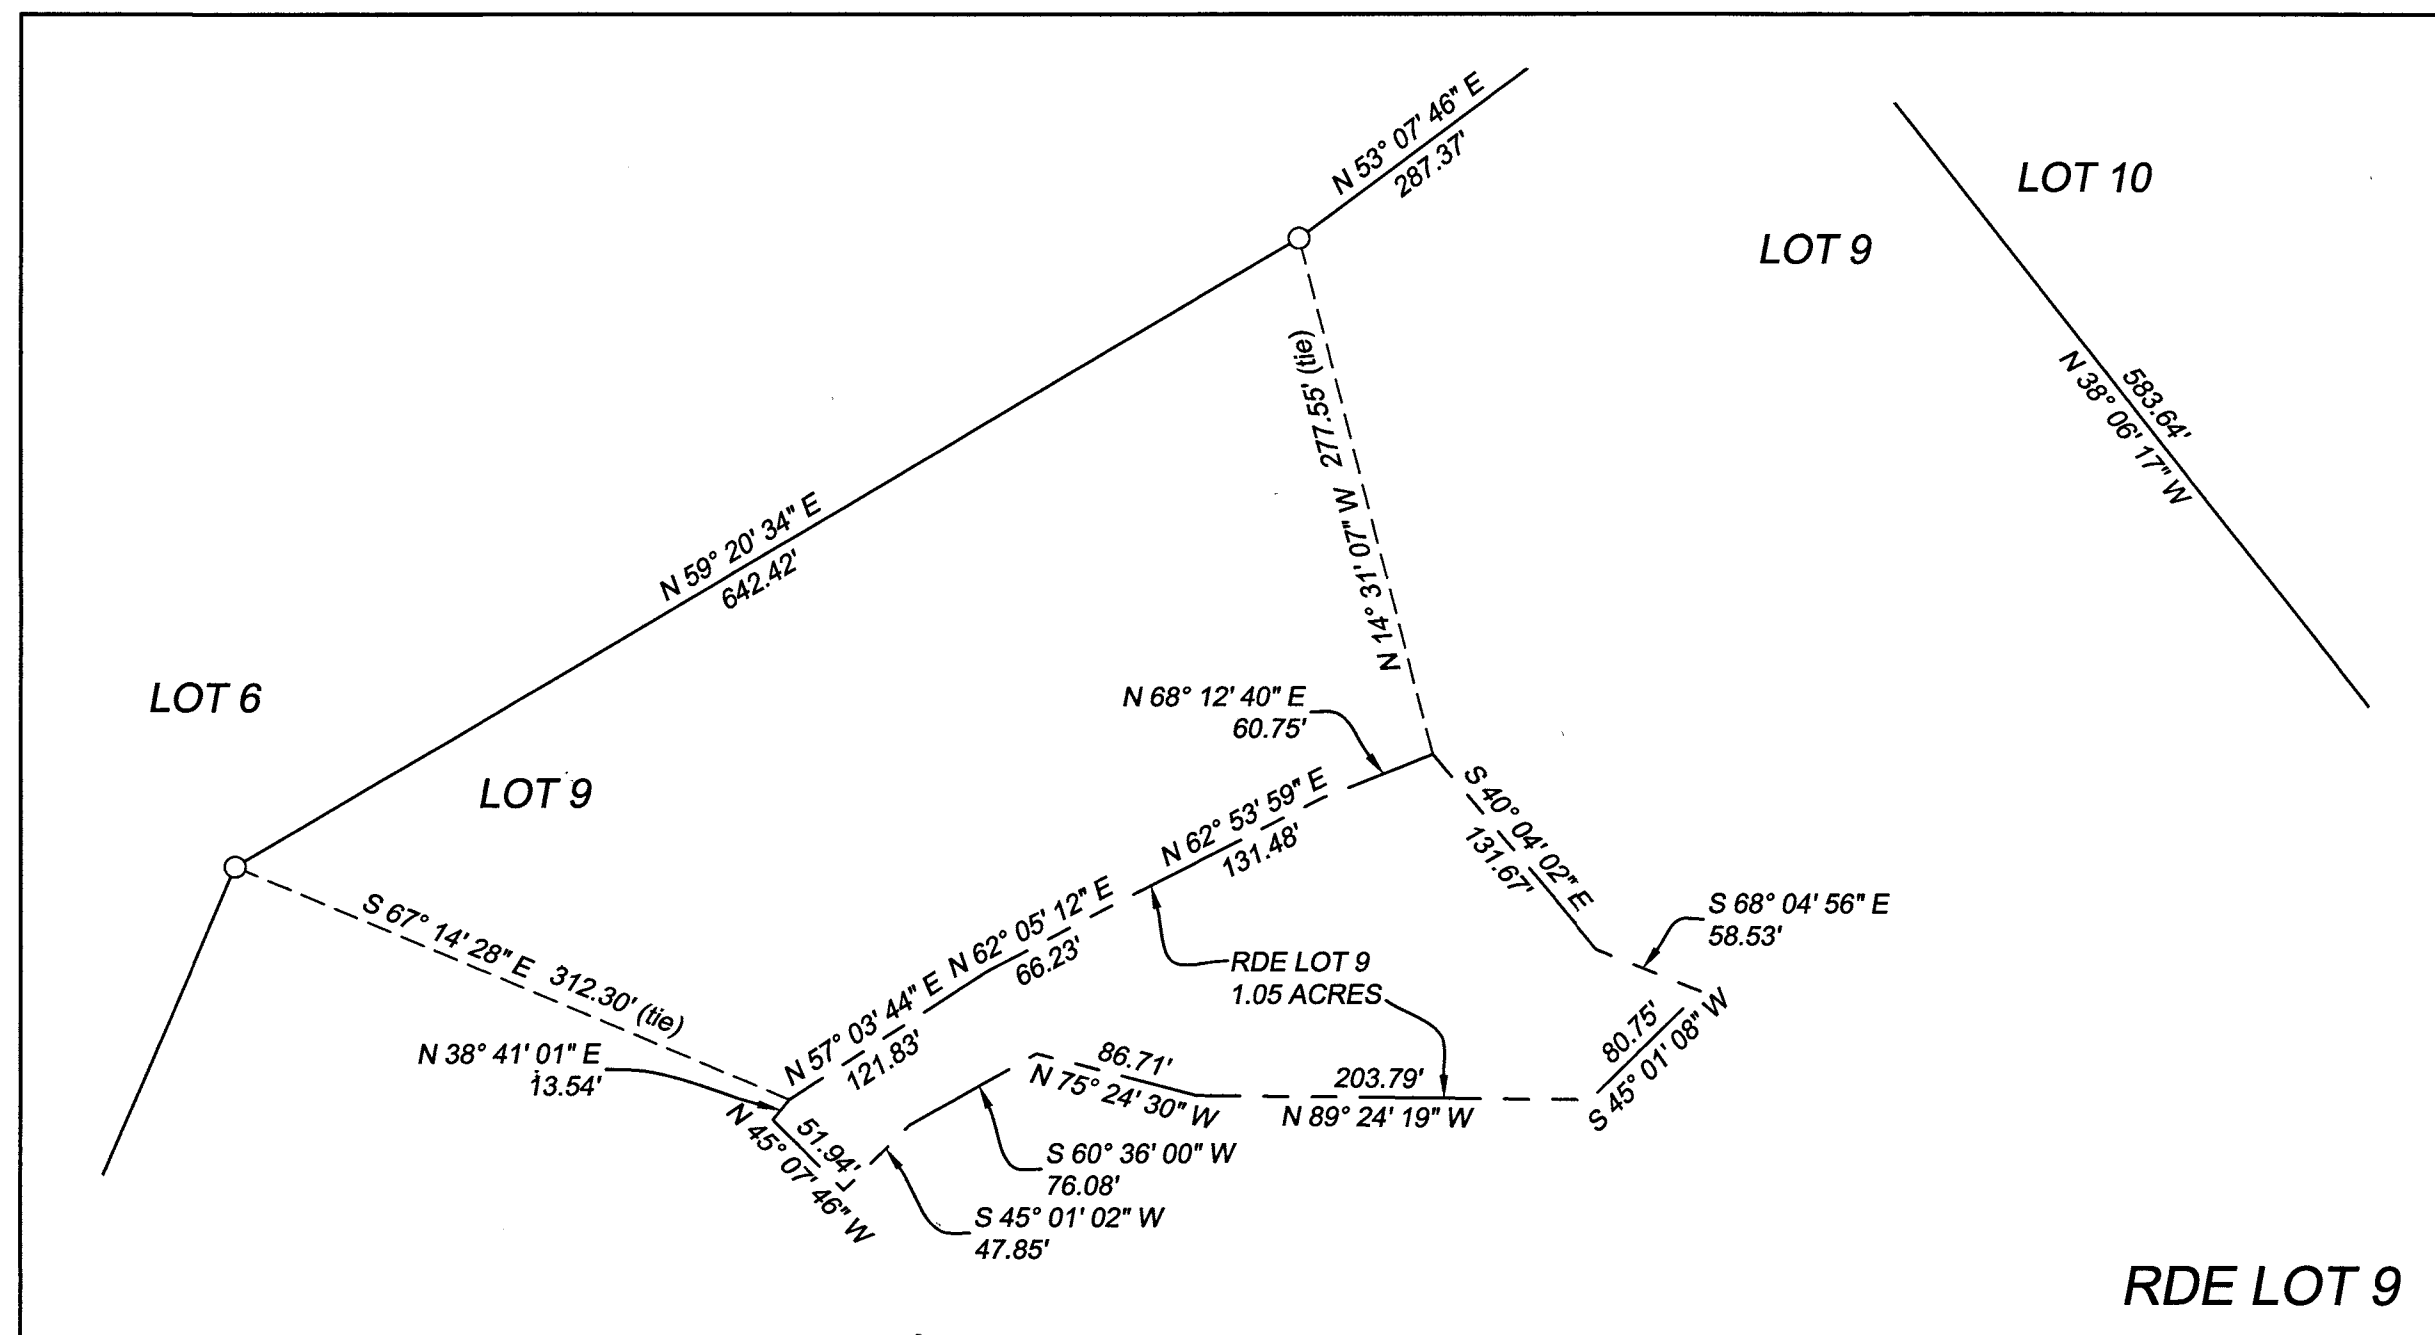 N 53° 07' 46" E
287.37'
LOT 10
LOT 9
583.64'
N 38° 06' 17" W
N 14° 31' 07" W 277.55' (tie)
N 59° 20' 34" E
642.42'
LOT 6
LOT 9
N 68° 12' 40" E
60.75'
N 62° 53' 59" E
131.48'
S 40° 04' 02" E
131.67'
S 68° 04' 56" E
58.53'
S 67° 14' 28" E 312.30' (tie)
N 62° 05' 12" E
66.23'
RDE LOT 9
1.05 ACRES
N 57° 03' 44" E
121.83'
N 38° 41' 01" E
13.54'
86.71'
N 75° 24' 30" W
203.79'
N 89° 24' 19" W
80.75'
S 45° 01' 08" W
51.94'
N 45° 07' 46" W
S 60° 36' 00" W
76.08'
S 45° 01' 02" W
47.85'
RDE LOT 9